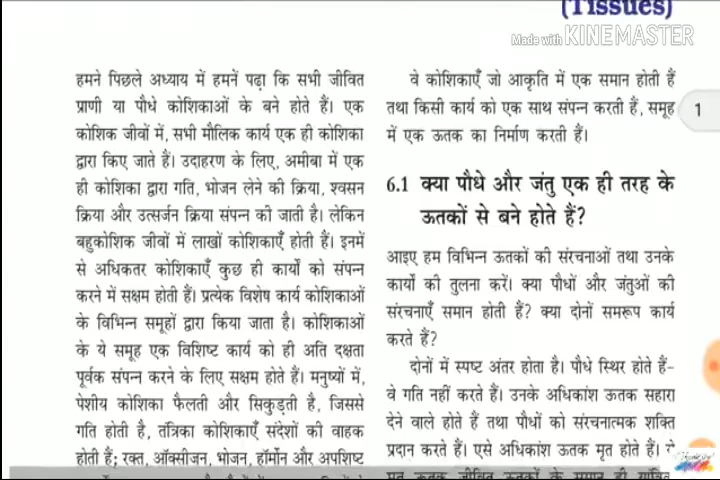 (Tissues)
Made with KINEMASTER
हमने पिछले अध्याय में हमनें पढ़ा कि सभी जीवित
प्राणी या पौधे कोशिकाओं के बने होते हैं। एक
कोशिक जीवों में, सभी मौलिक कार्य एक ही कोशिका
द्वारा किए जाते हैं। उदाहरण के लिए, अमीबा में एक
ही कोशिका द्वारा गति, भोजन लेने की क्रिया, श्वसन
क्रिया और उत्सर्जन क्रिया संपन्न की जाती है। लेकिन
बहुकोशिक जीवों में लाखों कोशिकाएँ होती हैं। इनमें
से अधिकतर कोशिकाएँ कुछ ही कार्यों को संपन्न
करने में सक्षम होती हैं। प्रत्येक विशेष कार्य कोशिकाओं
के विभिन्न समूहों द्वारा किया जाता है। कोशिकाओं
के ये समूह एक विशिष्ट कार्य को ही अति दक्षता
पूर्वक संपन्न करने के लिए सक्षम होते हैं। मनुष्यों में,
पेशीय कोशिका फैलती और सिकुड़ती है, जिससे
गति होती है, तंत्रिका कोशिकाएँ संदेशों की वाहक
होती हैं; रक्त, ऑक्सीजन, भोजन, हॉर्मोन और अपशिष्ट
वे कोशिकाएँ जो आकृति में एक समान होती हैं
तथा किसी कार्य को एक साथ संपन्न करती हैं, समूह
में एक ऊतक का निर्माण करती हैं।
1
6.1 क्या पौधे और जंतु एक ही तरह के
ऊतकों से बने होते हैं?
आइए हम विभिन्न ऊतकों की संरचनाओं तथा उनके
कार्यों की तुलना करें। क्या पौधों और जंतुओं की
संरचनाएँ समान होती हैं? क्या दोनों समरूप कार्य
करते हैं?
दोनों में स्पष्ट अंतर होता है। पौधे स्थिर होते हैं-
वे गति नहीं करते हैं। उनके अधिकांश ऊतक सहारा
देने वाले होते हैं तथा पौधों को संरचनात्मक शक्ति
प्रदान करते हैं। एसे अधिकांश ऊतक मृत होते हैं। ये
मृत ऊतक जीवित ऊतकों के समान ही यांत्रिक